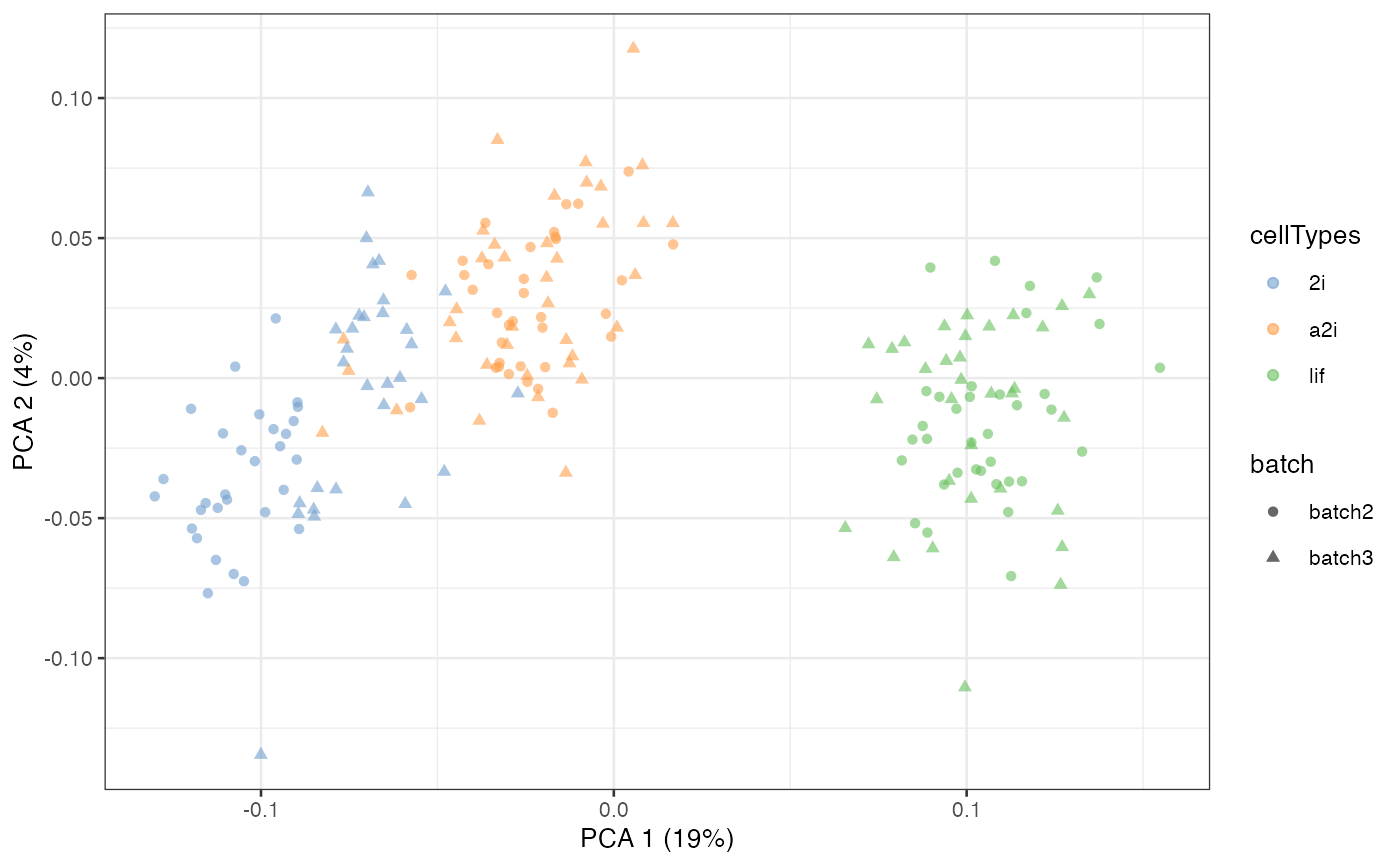 0.10
0.05
0.00
-0.05
-0.10
PCA 2 (4%)
-0.1
0.0
0.1
PCA 1 (19%)
cellTypes
2i
a2i
lif
batch
batch2
batch3